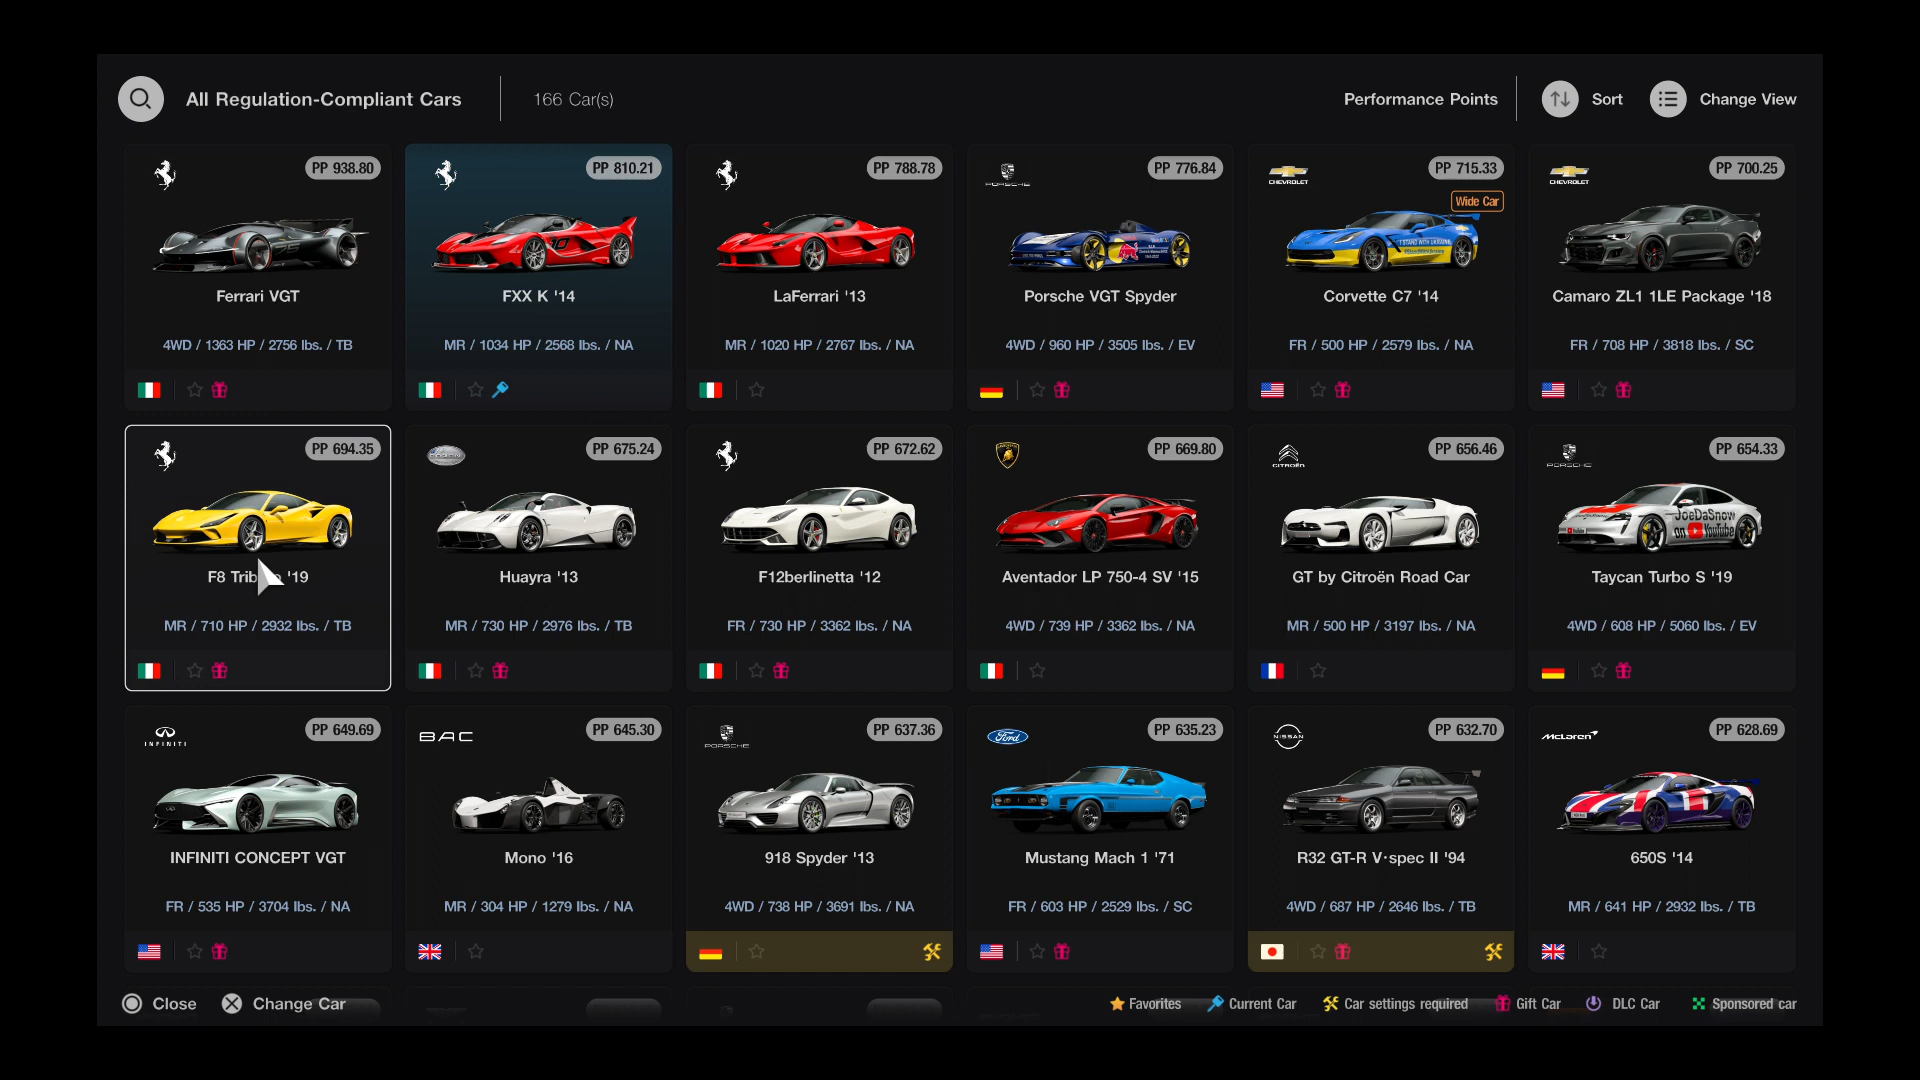 All Regulation-Compliant Cars
166 Car(s)
Performance Points
Sort
Change View
PP 938.80
Ferrari VGT
4WD / 1363 HP / 2756 lbs. / TB
PP 810.21
FXX K '14
MR / 1034 HP / 2568 lbs. / NA
PP 788.78
LaFerrari '13
MR / 1020 HP / 2767 lbs. / NA
PORSCHE
PP 776.84
Porsche VGT Spyder
4WD / 960 HP / 3505 lbs. / EV
CHEVROLET
PP 715.33
Wide Car
I STAND WITH UKRAINE
Corvette C7 '14
FR / 500 HP / 2579 lbs. / NA
CHEVROLET
PP 700.25
Camaro ZL1 1LE Package '18
FR / 708 HP / 3818 lbs. / SC
PP 694.35
F8 Trib '19
MR / 710 HP / 2932 lbs. / TB
PP 675.24
Huayra '13
MR / 730 HP / 2976 lbs. / TB
PP 672.62
F12berlinetta '12
FR / 730 HP / 3362 lbs. / NA
PP 669.80
Aventador LP 750-4 SV '15
4WD / 739 HP / 3362 lbs. / NA
CITROËN
PP 656.46
GT by Citroën Road Car
MR / 500 HP / 3197 lbs. / NA
PORSCHE
PP 654.33
JoeDaSnow
on YouTube
Taycan Turbo S '19
4WD / 608 HP / 5060 lbs. / EV
INFINITI
PP 649.69
INFINITI CONCEPT VGT
FR / 535 HP / 3704 lbs. / NA
BAC
PP 645.30
Mono '16
MR / 304 HP / 1279 lbs. / NA
PORSCHE
PP 637.36
918 Spyder '13
4WD / 738 HP / 3691 lbs. / NA
Ford
PP 635.23
Mustang Mach 1 '71
FR / 603 HP / 2529 lbs. / SC
NISSAN
PP 632.70
R32 GT-R V·spec II '94
4WD / 687 HP / 2646 lbs. / TB
McLaren
PP 628.69
650S '14
MR / 641 HP / 2932 lbs. / TB
Close
Change Car
Favorites
Current Car
Car settings required
Gift Car
DLC Car
Sponsored car